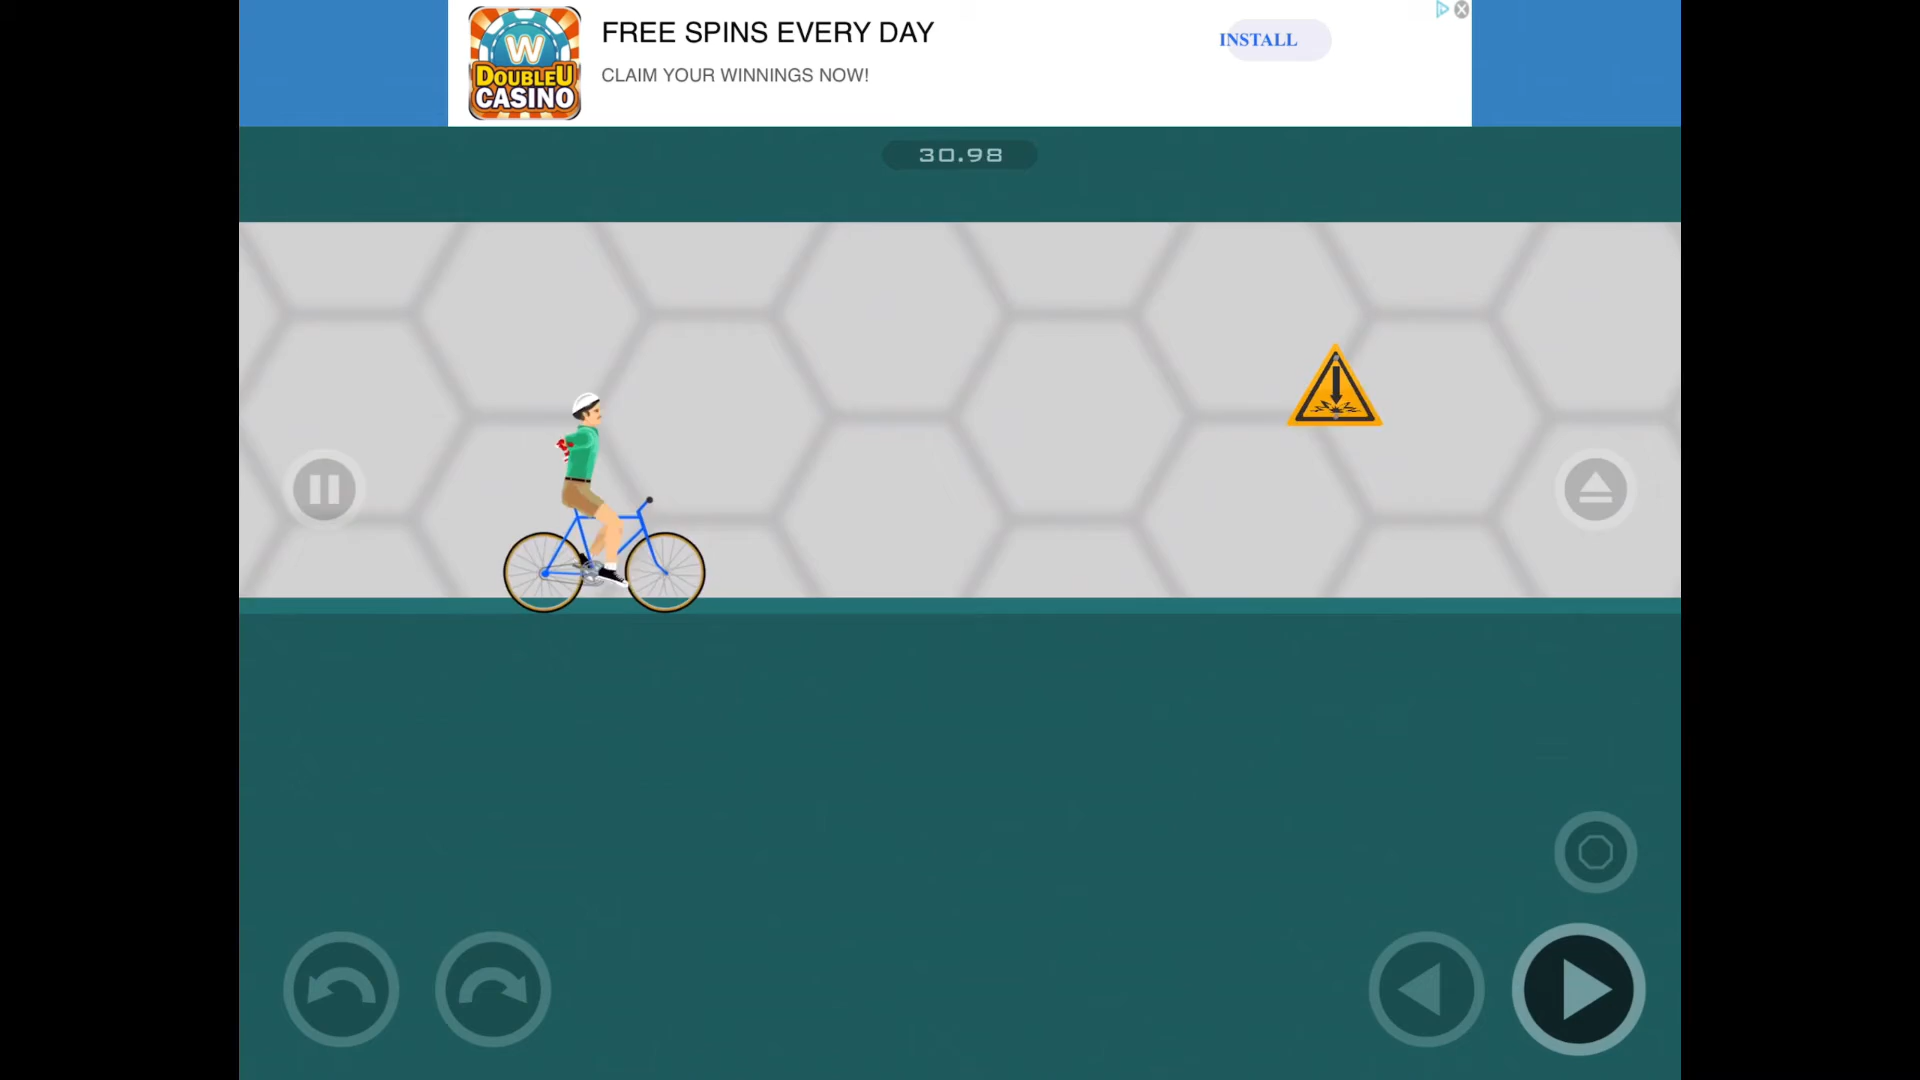 W
DOUBLEU
CASINO
FREE SPINS EVERY DAY
CLAIM YOUR WINNINGS NOW!
INSTALL
30.98